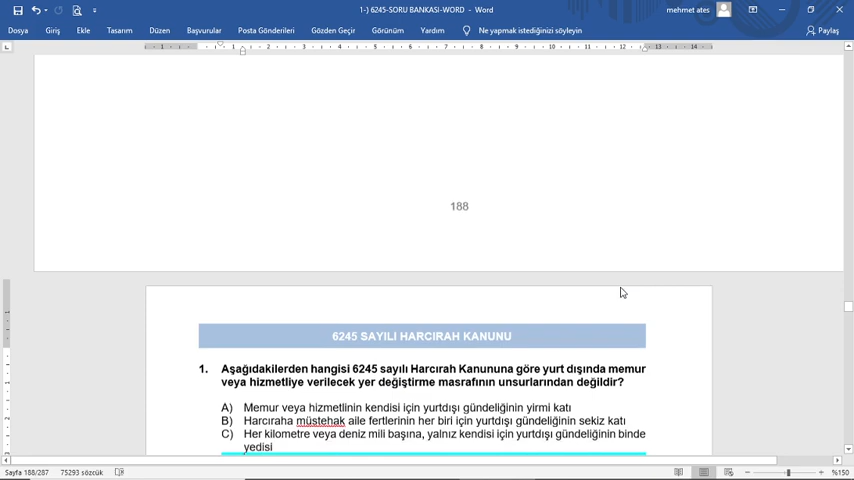 1-) 6245-SORU BANKASI-WORD - Word
mehmet ates
Dosya Giriş Ekle Tasarım Düzen Başvurular Posta Gönderileri Gözden Geçir Görünüm Yardım Ne yapmak istediğinizi söyleyin Paylaş
188
6245 SAYILI HARCIRAH KANUNU
1. Aşağıdakilerden hangisi 6245 sayılı Harcırah Kanununa göre yurt dışında memur
veya hizmetliye verilecek yer değiştirme masrafının unsurlarından değildir?
A) Memur veya hizmetlinin kendisi için yurtdışı gündeliğinin yirmi katı
B) Harcıraha müstehak aile fertlerinin her biri için yurtdışı gündeliğinin sekiz katı
C) Her kilometre veya deniz mili başına, yalnız kendisi için yurtdışı gündeliğinin binde
yedisi
Sayfa 188/287 75293 sözcük %150